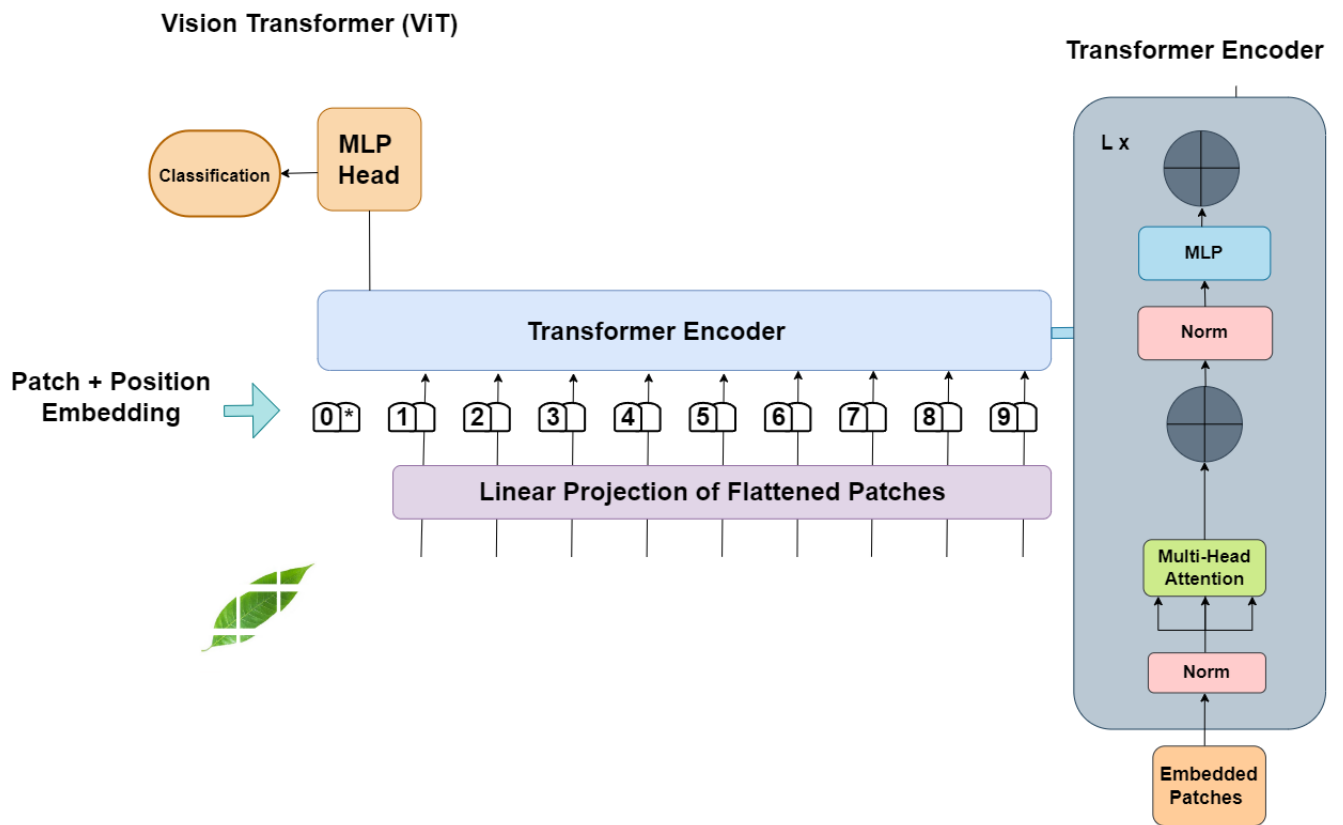 Vision Transformer (ViT)
Transformer Encoder
MLP
Head
Classification
L x
MLP
Transformer Encoder
Norm
Patch + Position
Embedding
0 * 1 2 3 4 5 6 7 8 9
Linear Projection of Flattened Patches
Multi-Head
Attention
Norm
Embedded
Patches